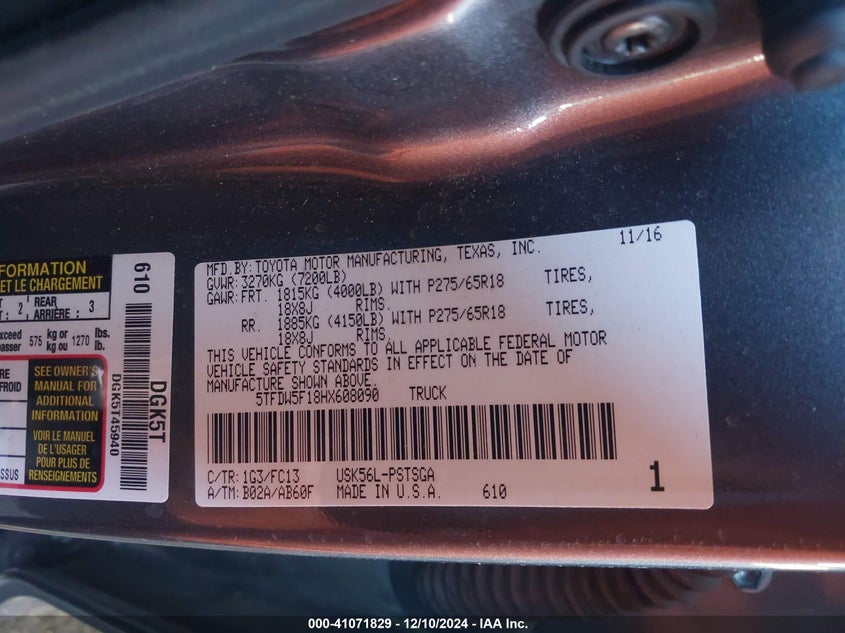 FORMATION
ET LE CHARGEMENT
: 2 REAR ARRIÈRE : 3
575 kg or kg ou 1270 lbs. lb.
SEE OWNER'S
MANUAL FOR
ADDITIONAL
INFORMATION
VOIR LE MANUEL
DE L'USAGER
POUR PLUS DE
RENSEIGNEMENTS
FROID
610
DGK5T
DGK5T45940
MFD.BY:TOYOTA MOTOR MANUFACTURING, TEXAS, INC. 11/16
GVWR:3270KG (7200LB)
GAWR:FRT. 1815KG (4000LB) WITH P275/65R18 TIRES,
18X8J RIMS.
RR. 1885KG (4150LB) WITH P275/65R18 TIRES,
18X8J RIMS.
THIS VEHICLE CONFORMS TO ALL APPLICABLE FEDERAL MOTOR
VEHICLE SAFETY STANDARDS IN EFFECT ON THE DATE OF
MANUFACTURE SHOWN ABOVE.
5TFDW5F18HX608090 TRUCK
C/TR:1G3/FC13 USK56L-PSTSGA
A/TM:B02A/AB60F MADE IN U.S.A. 610
1
000-41071829 - 12/10/2024 - IAA Inc.